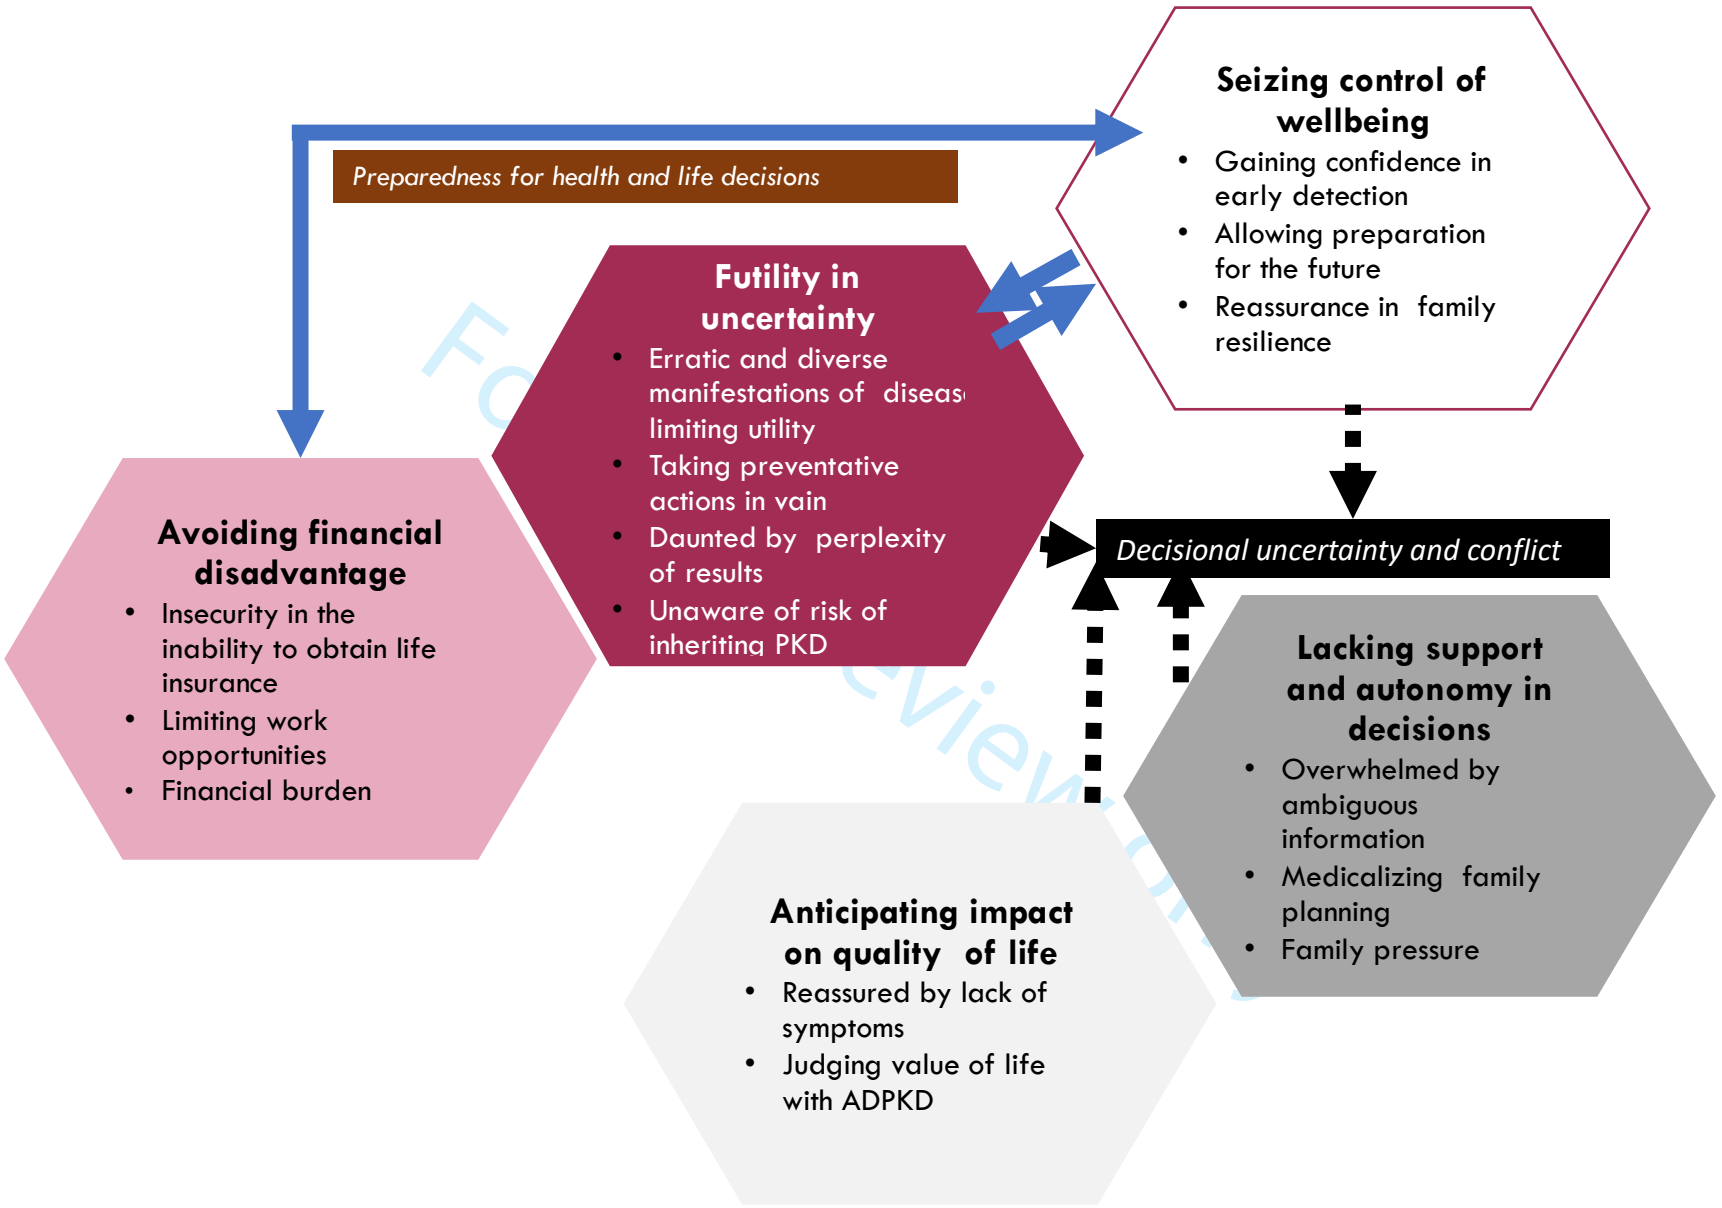 Seizing control of
wellbeing
• Gaining confidence in
early detection
• Allowing preparation
for the future
• Reassurance in family
resilience
Preparedness for health and life decisions
Futility in
uncertainty
• Erratic and diverse
manifestations of diseas
limiting utility
• Taking preventative
actions in vain
• Daunted by perplexity
of results
• Unaware of risk of
inheriting PKD
Avoiding financial
disadvantage
• Insecurity in the
inability to obtain life
insurance
• Limiting work
opportunities
• Financial burden
Decisional uncertainty and conflict
Lacking support
and autonomy in
decisions
• Overwhelmed by
ambiguous
information
• Medicalizing family
planning
• Family pressure
Anticipating impact
on quality of life
• Reassured by lack of
symptoms
• Judging value of life
with ADPKD